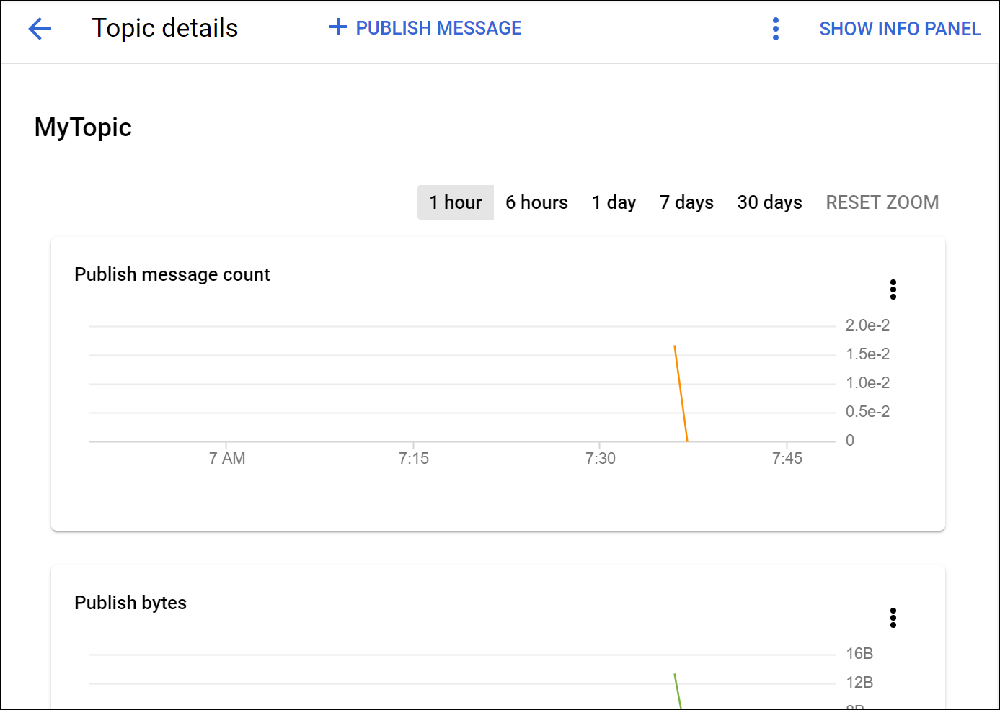 Topic details
PUBLISH MESSAGE
SHOW INFO PANEL
MyTopic
1 hour 6 hours 1 day 7 days 30 days RESET ZOOM
Publish message count
2.0e-2
1.5e-2
1.0e-2
0.5e-2
0
7 AM 7:15 7:30 7:45
Publish bytes
16B
12B